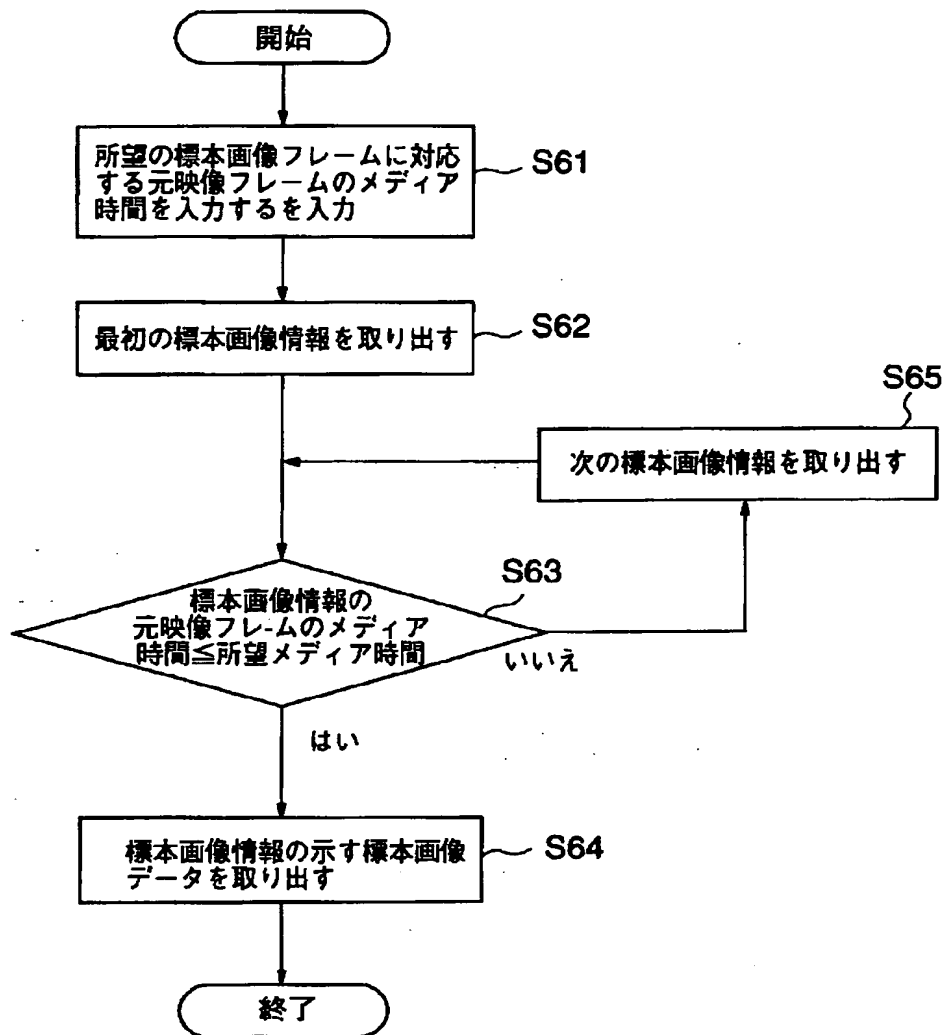 開始
所望の標本画像フレームに対応
する元映像フレームのメディア
時間を入力するを入力
S61
最初の標本画像情報を取り出す
S62
S65
次の標本画像情報を取り出す
S63
標本画像情報の
元映像フレームのメディア
時間≦所望メディア時間
いいえ
はい
標本画像情報の示す標本画像
データを取り出す
S64
終了